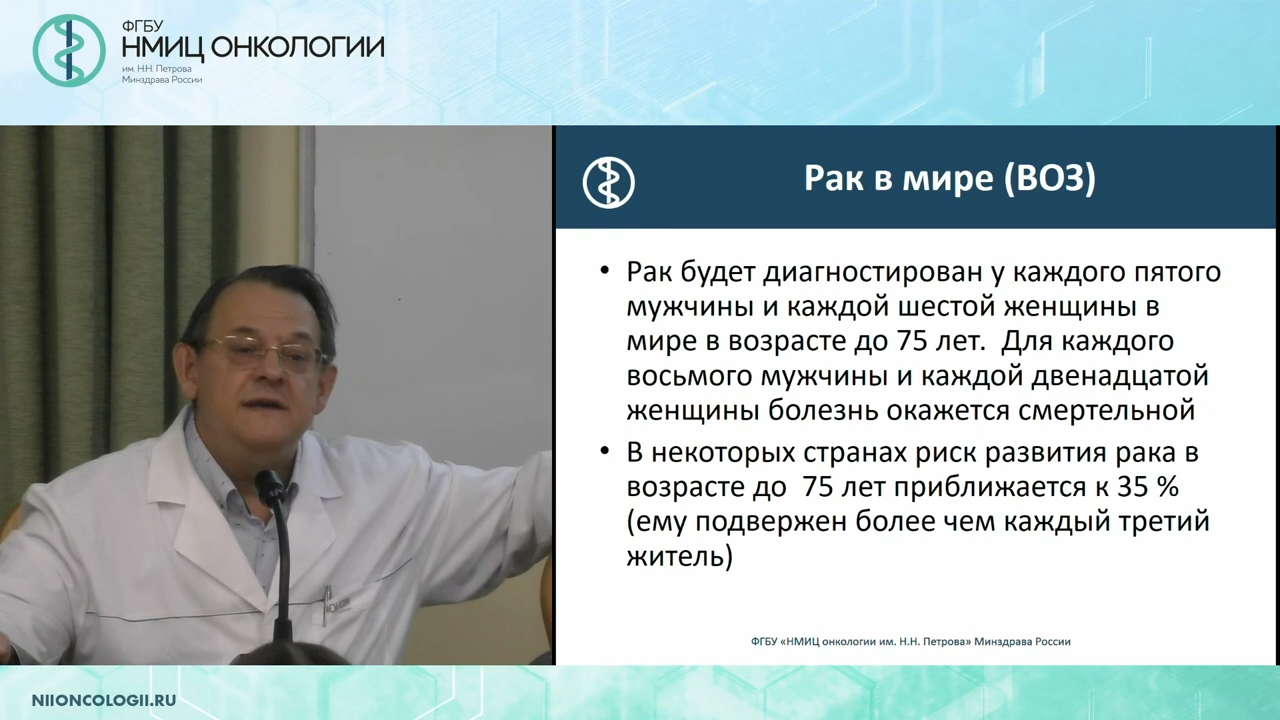 ФГБУ
НМИЦ ОНКОЛОГИИ
им. Н.Н. Петрова
Минздрава России
Рак в мире (ВОЗ)
• Рак будет диагностирован у каждого пятого
мужчины и каждой шестой женщины в
мире в возрасте до 75 лет. Для каждого
восьмого мужчины и каждой двенадцатой
женщины болезнь окажется смертельной
• В некоторых странах риск развития рака в
возрасте до 75 лет приближается к 35 %
(ему подвержен более чем каждый третий
житель)
ФГБУ «НМИЦ онкологии им. Н.Н. Петрова» Минздрава России
NIIONCOLOGII.RU